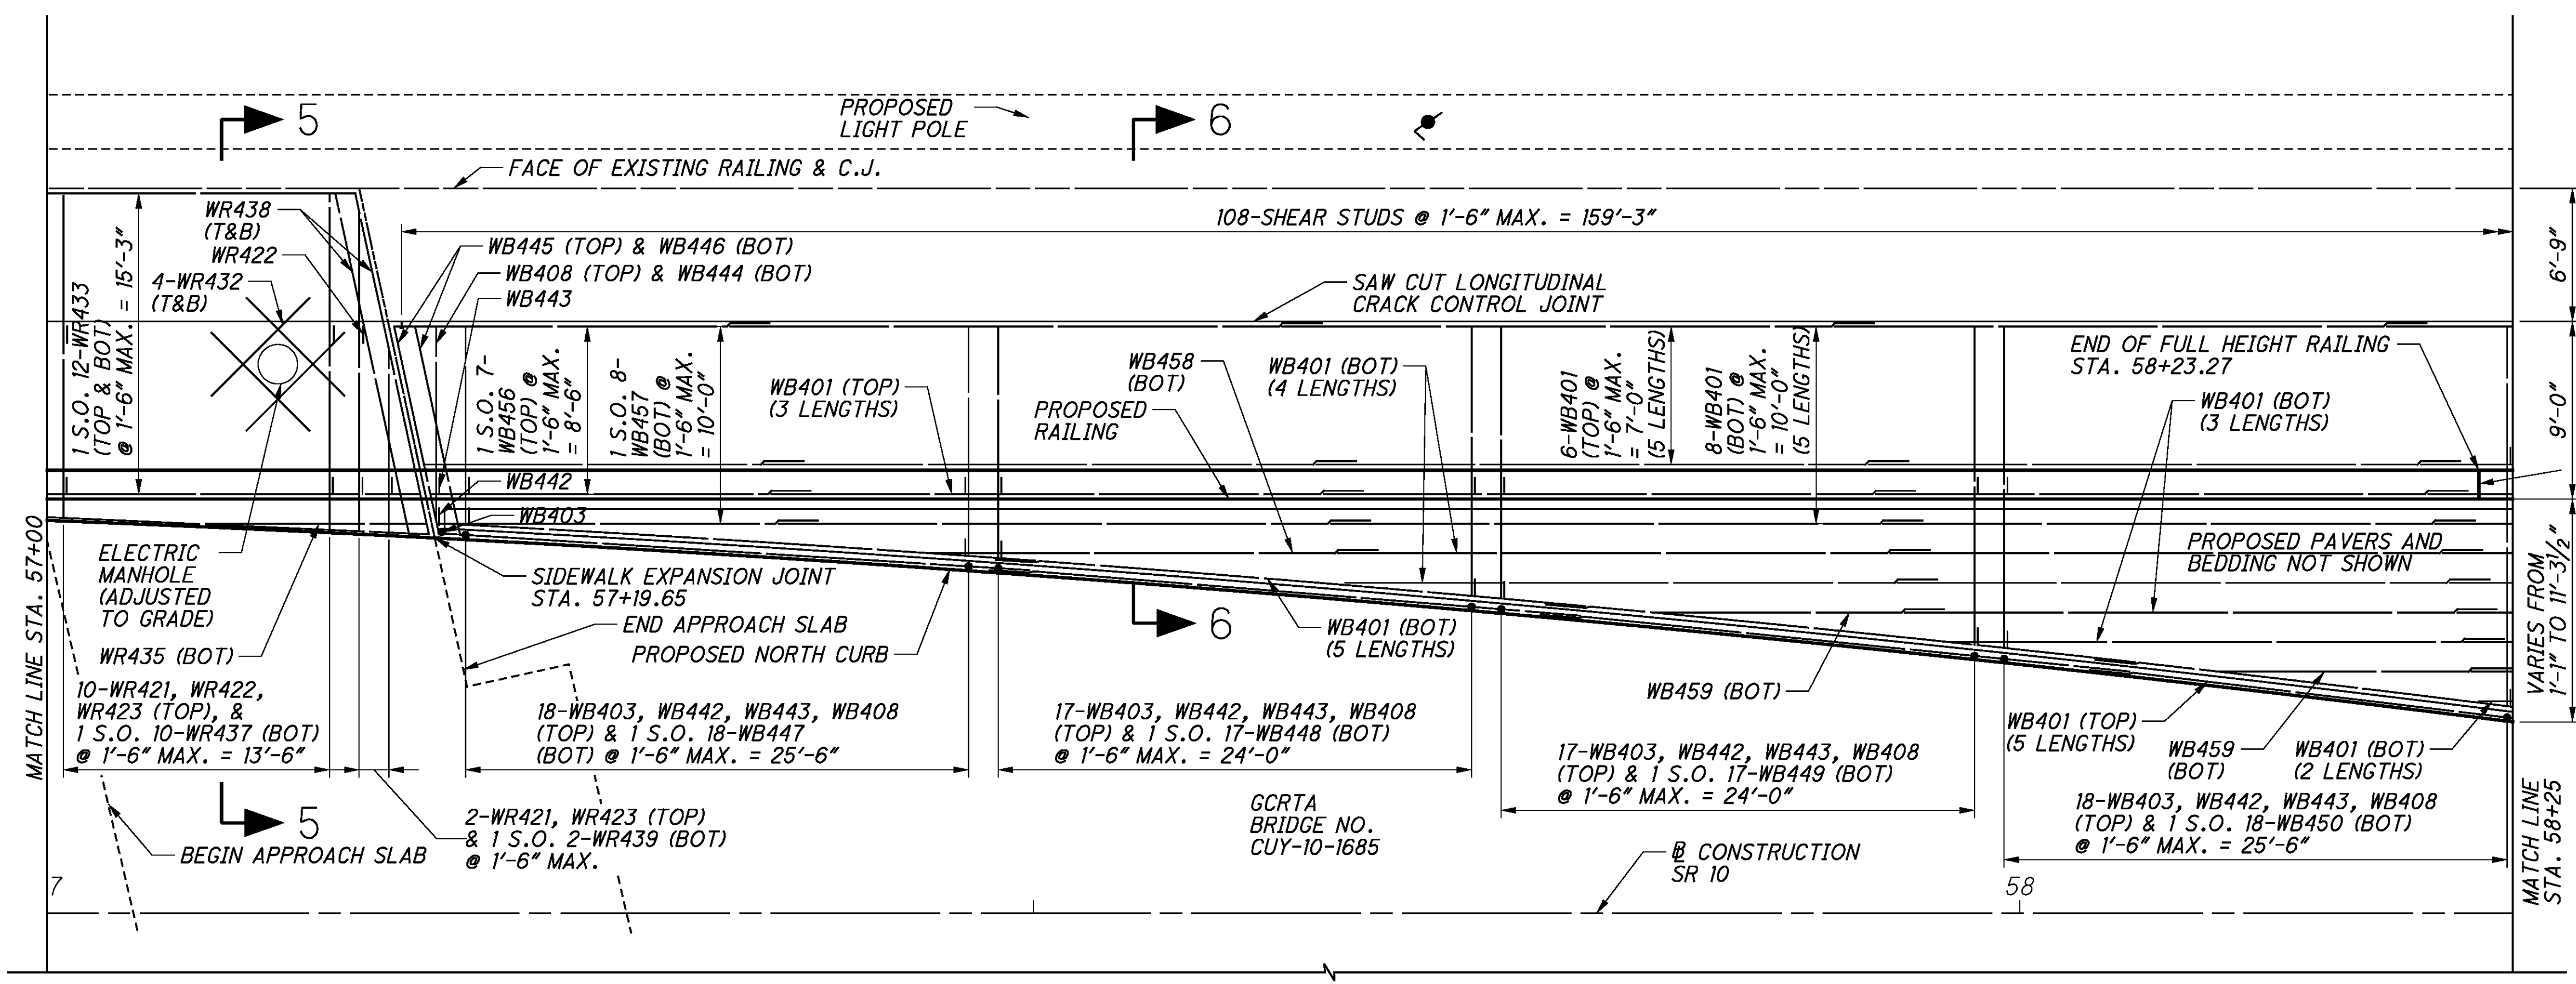 5
PROPOSED
LIGHT POLE
6
FACE OF EXISTING RAILING & C.J.
108-SHEAR STUDS @ 1'-6" MAX. = 159'-3"
6'-9"
WR438
(T&B)
WR422
4-WR432
(T&B)
1 S.O. 12-WR433
(TOP & BOT)
@ 1'-6" MAX. = 15'-3"
WB445 (TOP) & WB446 (BOT)
WB408 (TOP) & WB444 (BOT)
WB443
SAW CUT LONGITUDINAL
CRACK CONTROL JOINT
1 S.O. 7-
WB456
(TOP) @
1'-6" MAX.
= 8'-6"
1 S.O. 8-
WB457
(BOT) @
1'-6" MAX.
= 10'-0"
WB401 (TOP)
(3 LENGTHS)
PROPOSED
RAILING
WB458
(BOT)
WB401 (BOT)
(4 LENGTHS)
6-WB401
(TOP) @
1'-6" MAX.
= 7'-0"
(5 LENGTHS)
8-WB401
(BOT) @
1'-6" MAX.
= 10'-0"
(5 LENGTHS)
END OF FULL HEIGHT RAILING
STA. 58+23.27
WB401 (BOT)
(3 LENGTHS)
9'-0"
WB442
WB403
MATCH LINE STA. 57+00
ELECTRIC
MANHOLE
(ADJUSTED
TO GRADE)
SIDEWALK EXPANSION JOINT
STA. 57+19.65
END APPROACH SLAB
PROPOSED NORTH CURB
WR435 (BOT)
6
WB401 (BOT)
(5 LENGTHS)
PROPOSED PAVERS AND
BEDDING NOT SHOWN
VARIES FROM
1'-1" TO 11'-3½"
WB459 (BOT)
WB401 (TOP)
(5 LENGTHS)
WB459
(BOT)
WB401 (BOT)
(2 LENGTHS)
10-WR421, WR422,
WR423 (TOP), &
1 S.O. 10-WR437 (BOT)
@ 1'-6" MAX. = 13'-6"
18-WB403, WB442, WB443, WB408
(TOP) & 1 S.O. 18-WB447
(BOT) @ 1'-6" MAX. = 25'-6"
17-WB403, WB442, WB443, WB408
(TOP) & 1 S.O. 17-WB448 (BOT)
@ 1'-6" MAX. = 24'-0"
17-WB403, WB442, WB443, WB408
(TOP) & 1 S.O. 17-WB449 (BOT)
@ 1'-6" MAX. = 24'-0"
18-WB403, WB442, WB443, WB408
(TOP) & 1 S.O. 18-WB450 (BOT)
@ 1'-6" MAX. = 25'-6"
MATCH LINE
STA. 58+25
5
2-WR421, WR423 (TOP)
& 1 S.O. 2-WR439 (BOT)
@ 1'-6" MAX.
BEGIN APPROACH SLAB
GCRTA
BRIDGE NO.
CUY-10-1685
BL CONSTRUCTION
SR 10
7
58